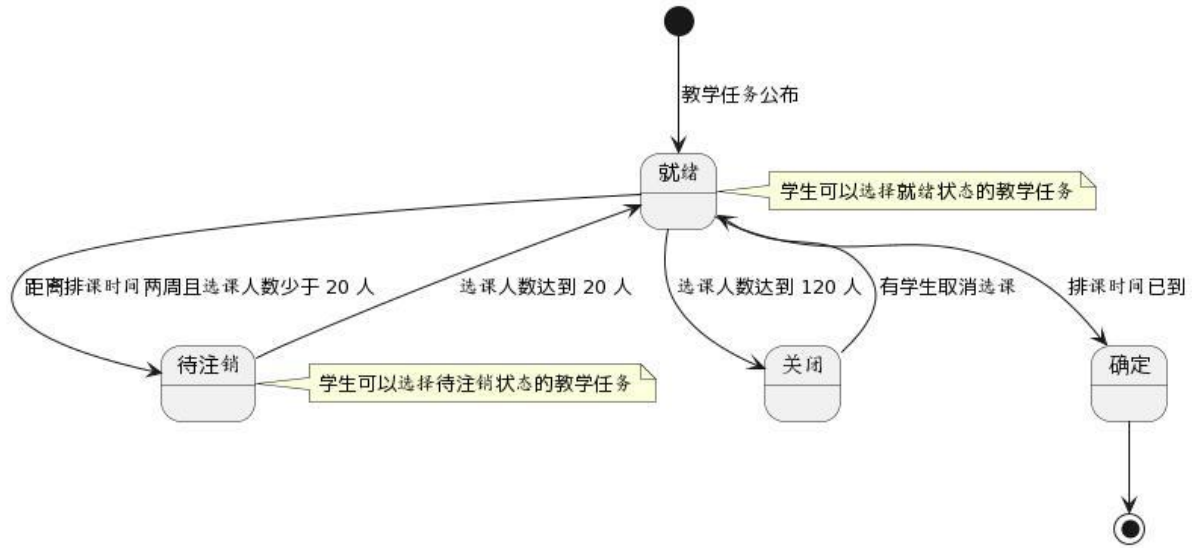 教学任务公布
就绪
学生可以选择就绪状态的教学任务
距离排课时间两周且选课人数少于 20 人
选课人数达到 20 人
选课人数达到 120 人
有学生取消选课
排课时间已到
待注销
学生可以选择待注销状态的教学任务
关闭
确定